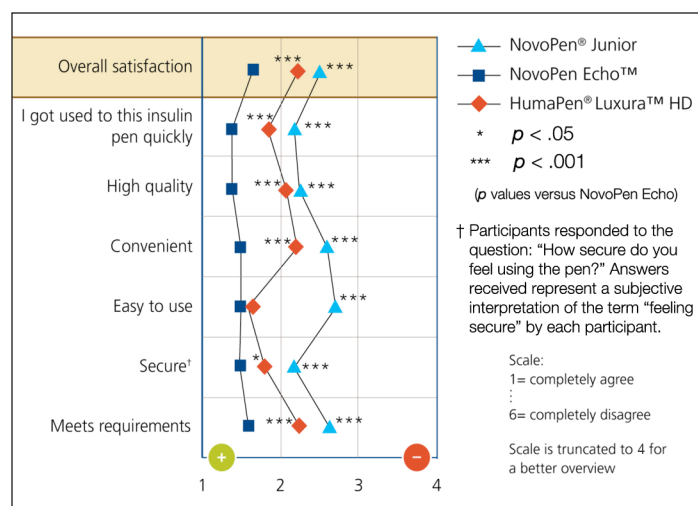 Overall satisfaction
***
***
I got used to this insulin
pen quickly
***
***
High quality
***
***
Convenient
***
***
Easy to use
***
Secure†
*
***
Meets requirements
***
***
+
−
1
2
3
4
NovoPen® Junior
NovoPen Echo™
HumaPen® Luxura™ HD
* p < .05
*** p < .001
(p values versus NovoPen Echo)
† Participants responded to the
question: “How secure do you
feel using the pen?” Answers
received represent a subjective
interpretation of the term “feeling
secure” by each participant.
Scale:
1= completely agree
⋮
6= completely disagree
Scale is truncated to 4 for
a better overview